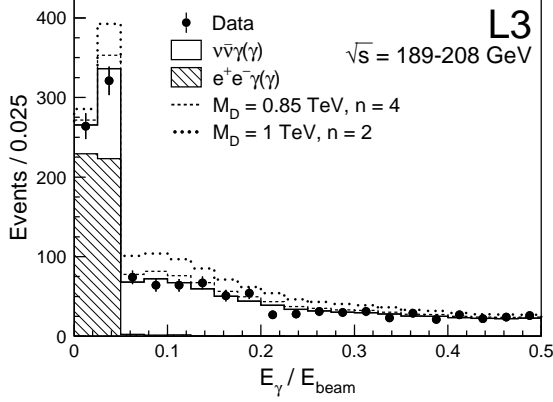 L3
√s = 189-208 GeV
Data
νν̄γ(γ)
e⁺e⁻γ(γ)
M_D = 0.85 TeV, n = 4
M_D = 1 TeV, n = 2
Events / 0.025
400
300
200
100
0
0 0.1 0.2 0.3 0.4 0.5
E_γ / E_beam